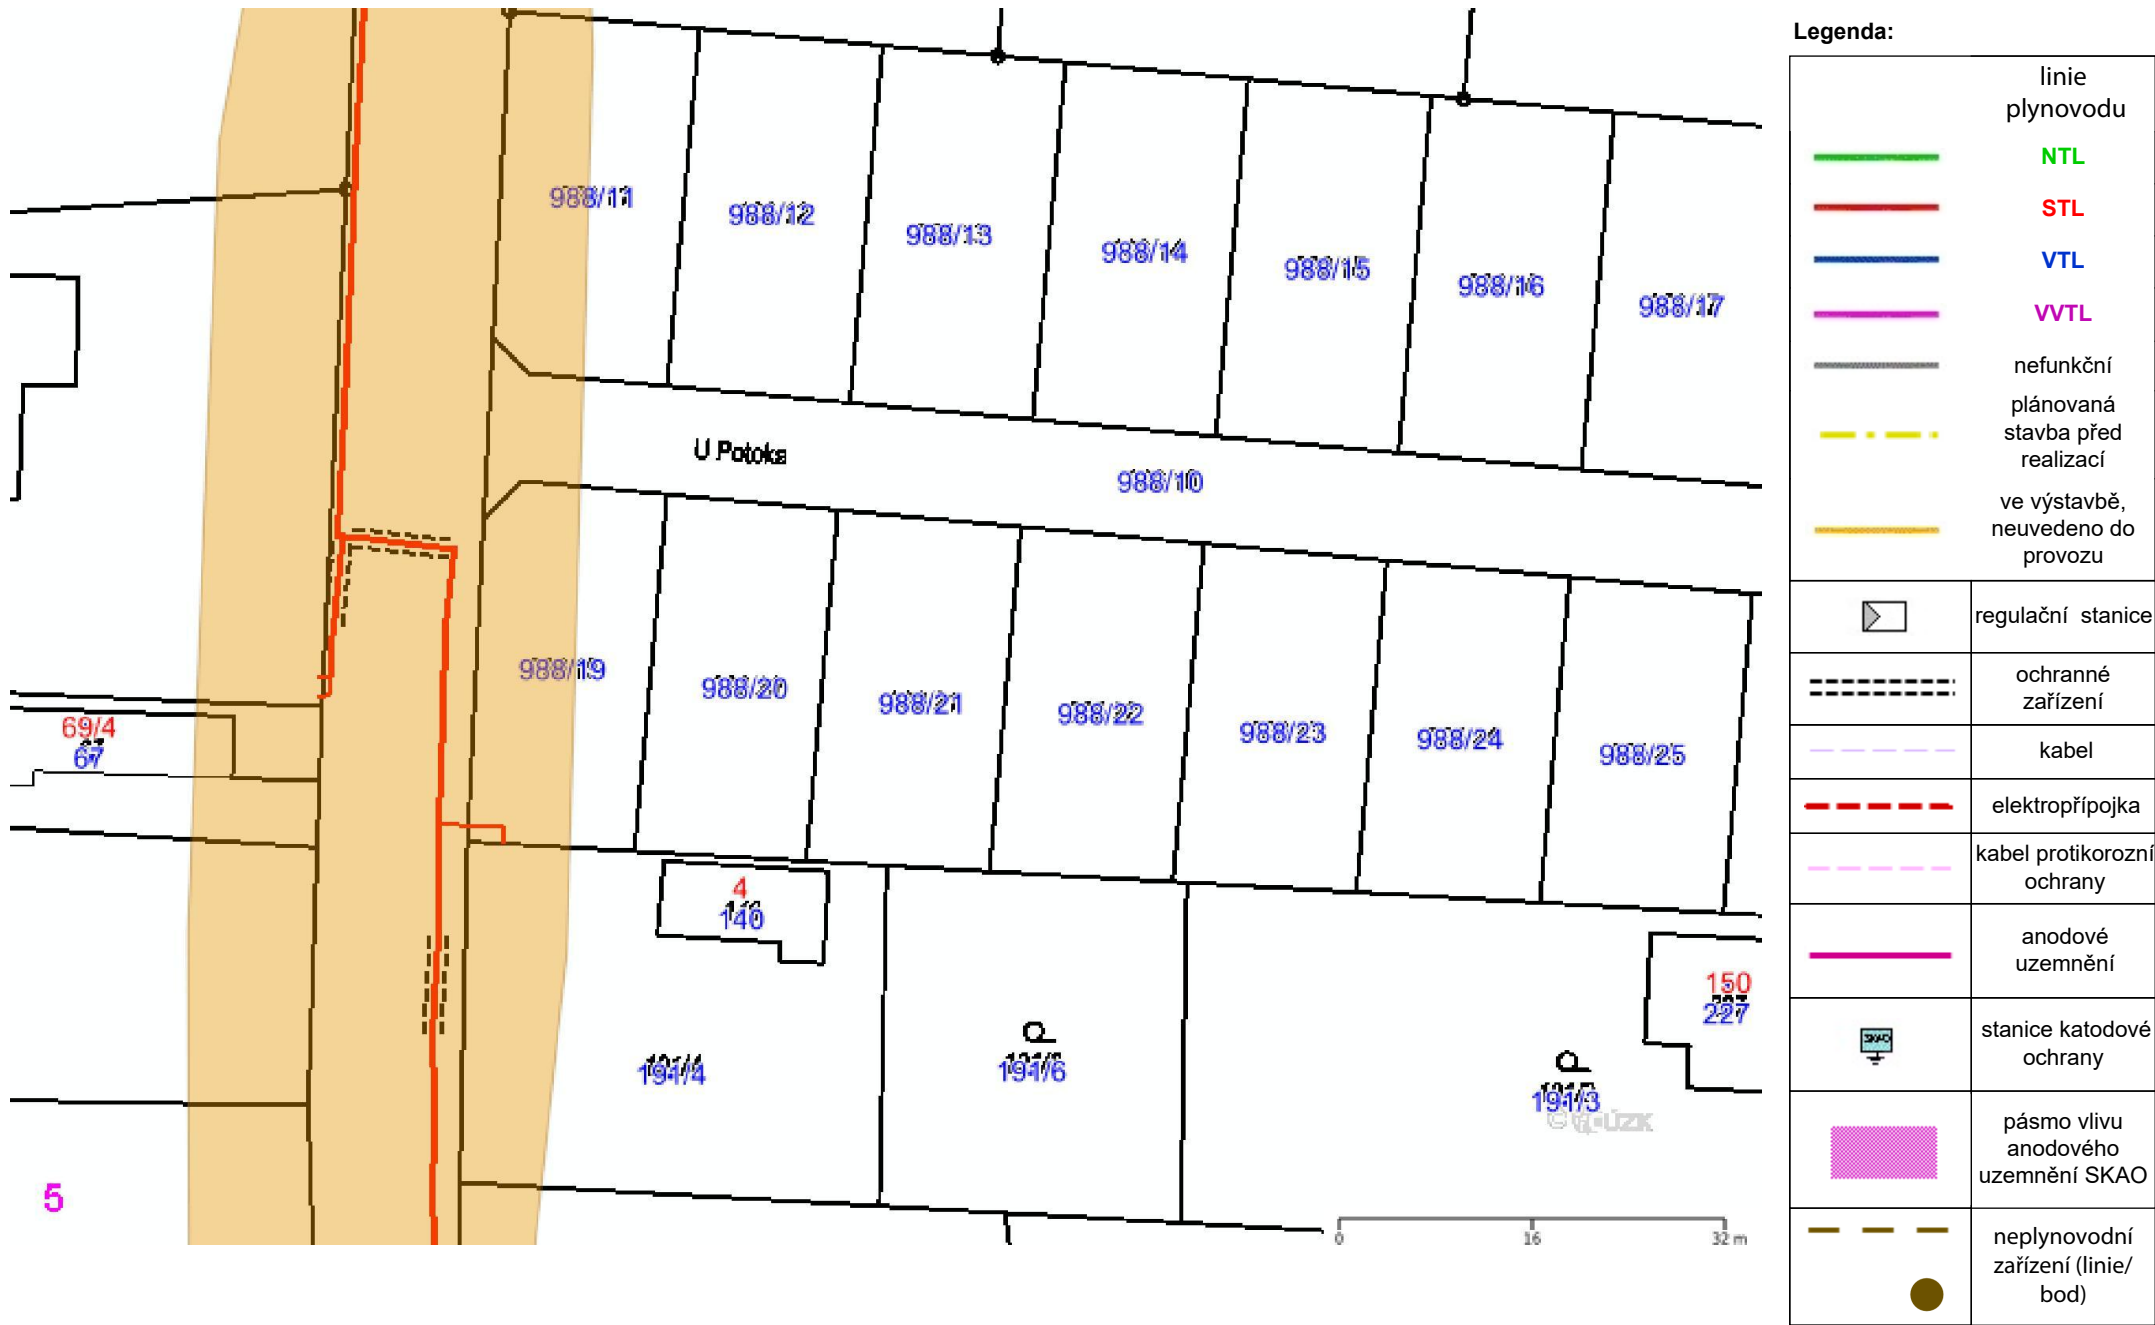 Legenda:
linie
plynovodu
NTL
STL
VTL
VVTL
nefunkční
plánovaná
stavba před
realizací
ve výstavbě,
neuvedeno do
provozu
regulační stanice
ochranné
zařízení
kabel
elektropřípojka
kabel protikorozní
ochrany
anodové
uzemnění
SKAO
stanice katodové
ochrany
pásmo vlivu
anodového
uzemnění SKAO
neplynovodní
zařízení (linie/
bod)
988/11
988/12
988/13
988/14
988/15
988/16
988/17
U Potoka
988/10
988/19
988/20
988/21
988/22
988/23
988/24
988/25
69/4
67
4
140
150
227
191/4
191/6
191/3
5
0 16 32 m